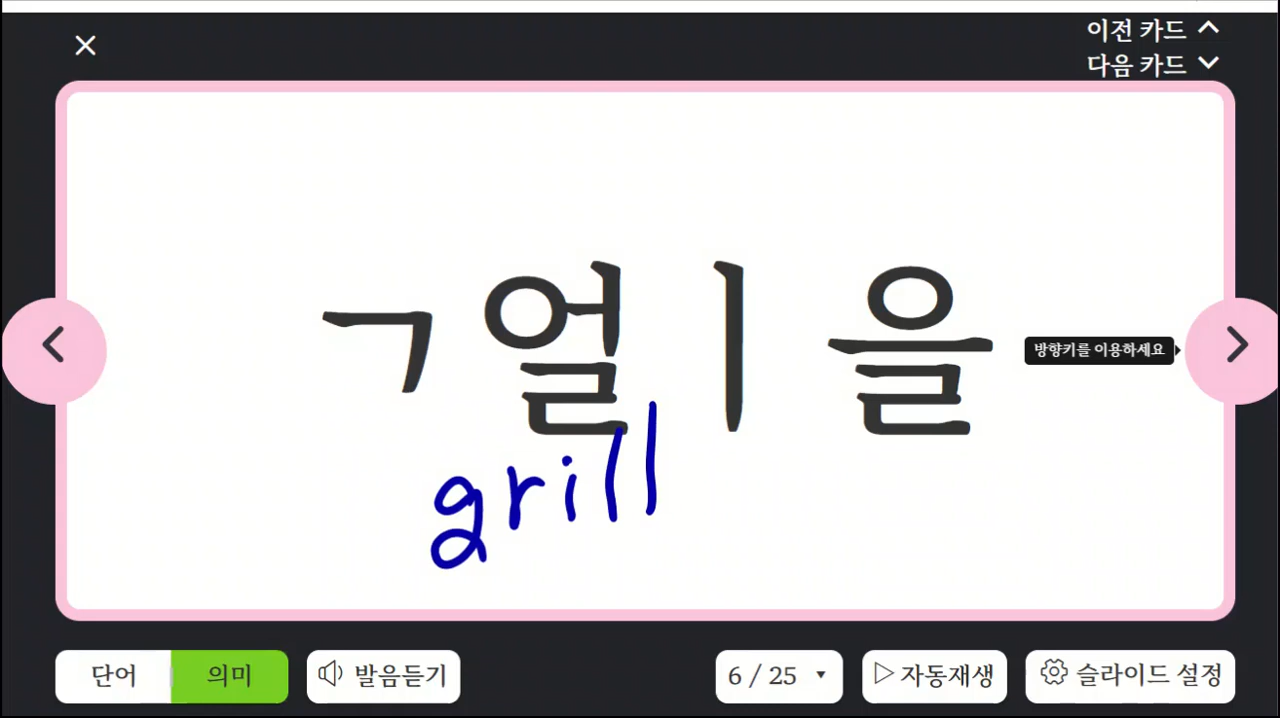 이전 카드
다음 카드
ㄱ 얼 ㅣ 을
방향키를 이용하세요
grill
단어 의미 발음듣기 6 / 25 자동재생 슬라이드 설정